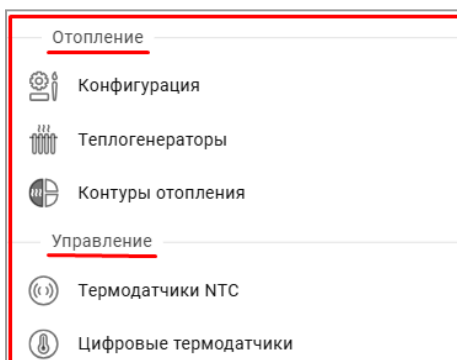 Отопление
Конфигурация
Теплогенераторы
Контуры отопления
Управление
Термодатчики NTC
Цифровые термодатчики